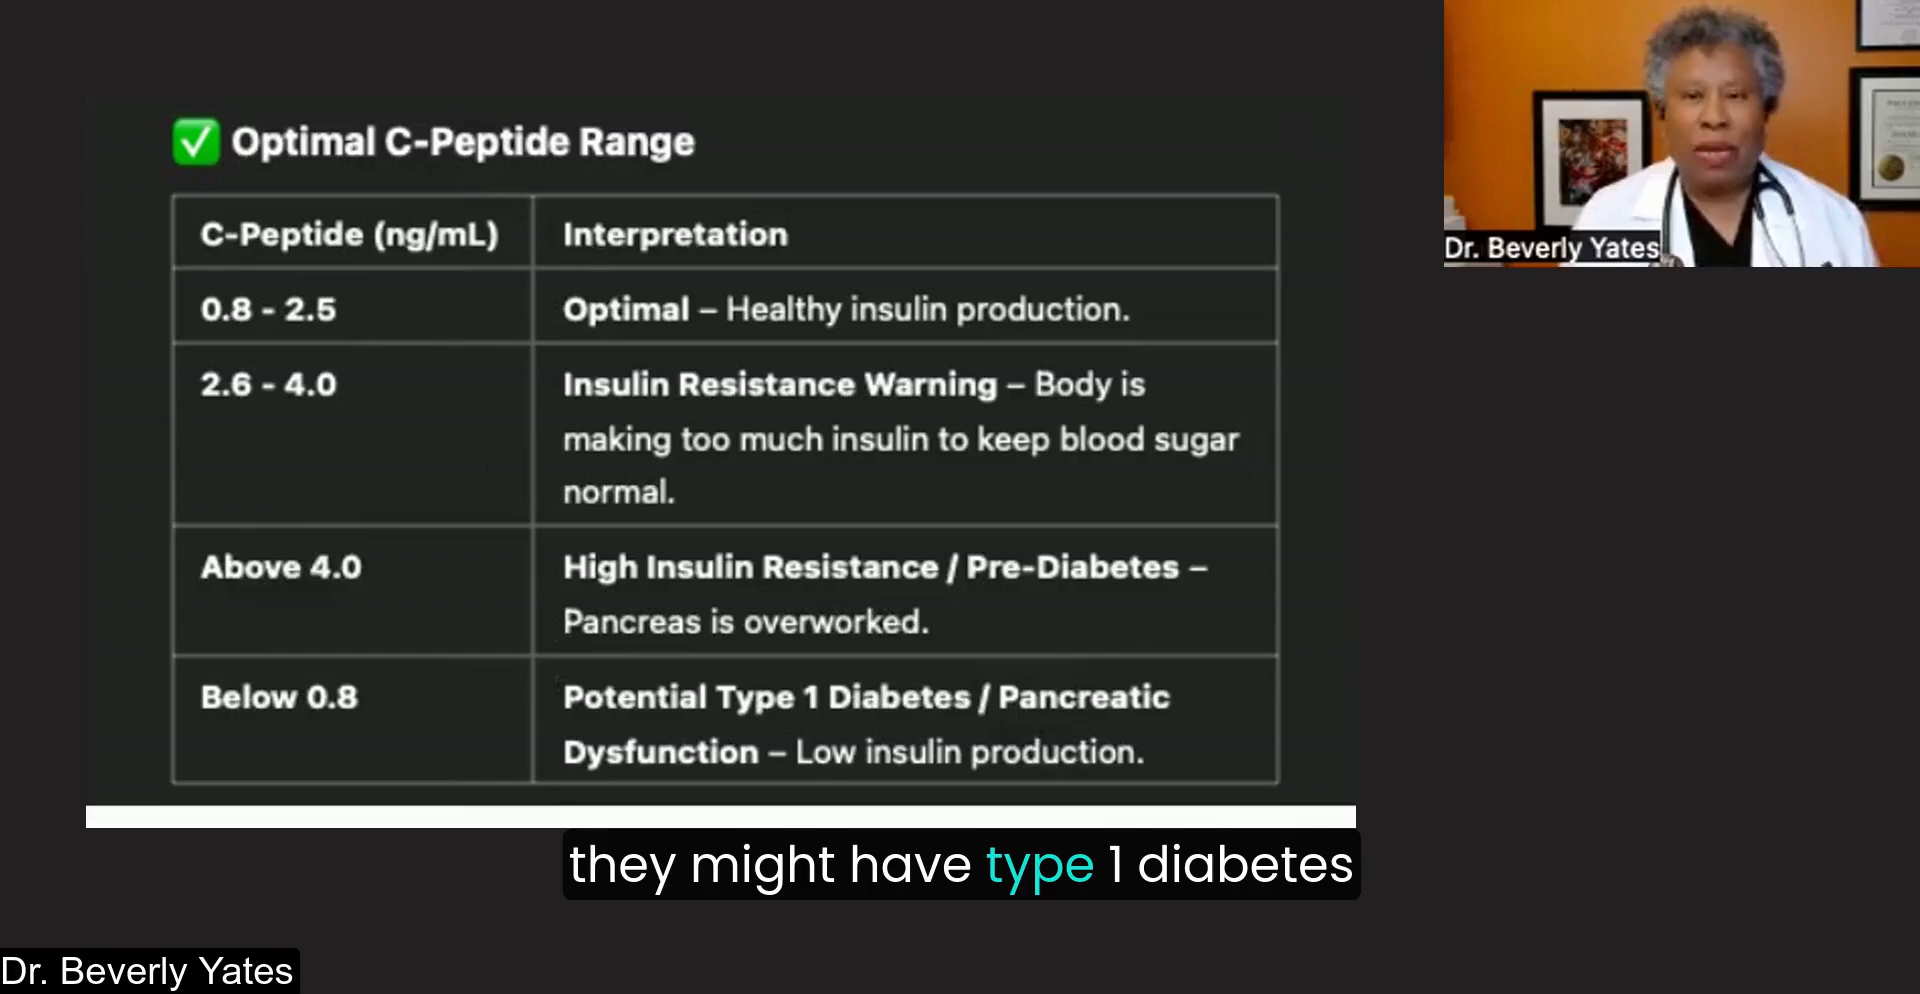 ✅ Optimal C-Peptide Range
C-Peptide (ng/mL)
Interpretation
0.8 - 2.5
Optimal – Healthy insulin production.
2.6 - 4.0
Insulin Resistance Warning – Body is
making too much insulin to keep blood sugar
normal.
Above 4.0
High Insulin Resistance / Pre-Diabetes –
Pancreas is overworked.
Below 0.8
Potential Type 1 Diabetes / Pancreatic
Dysfunction – Low insulin production.
Dr. Beverly Yates
they might have type 1 diabetes
Dr. Beverly Yates